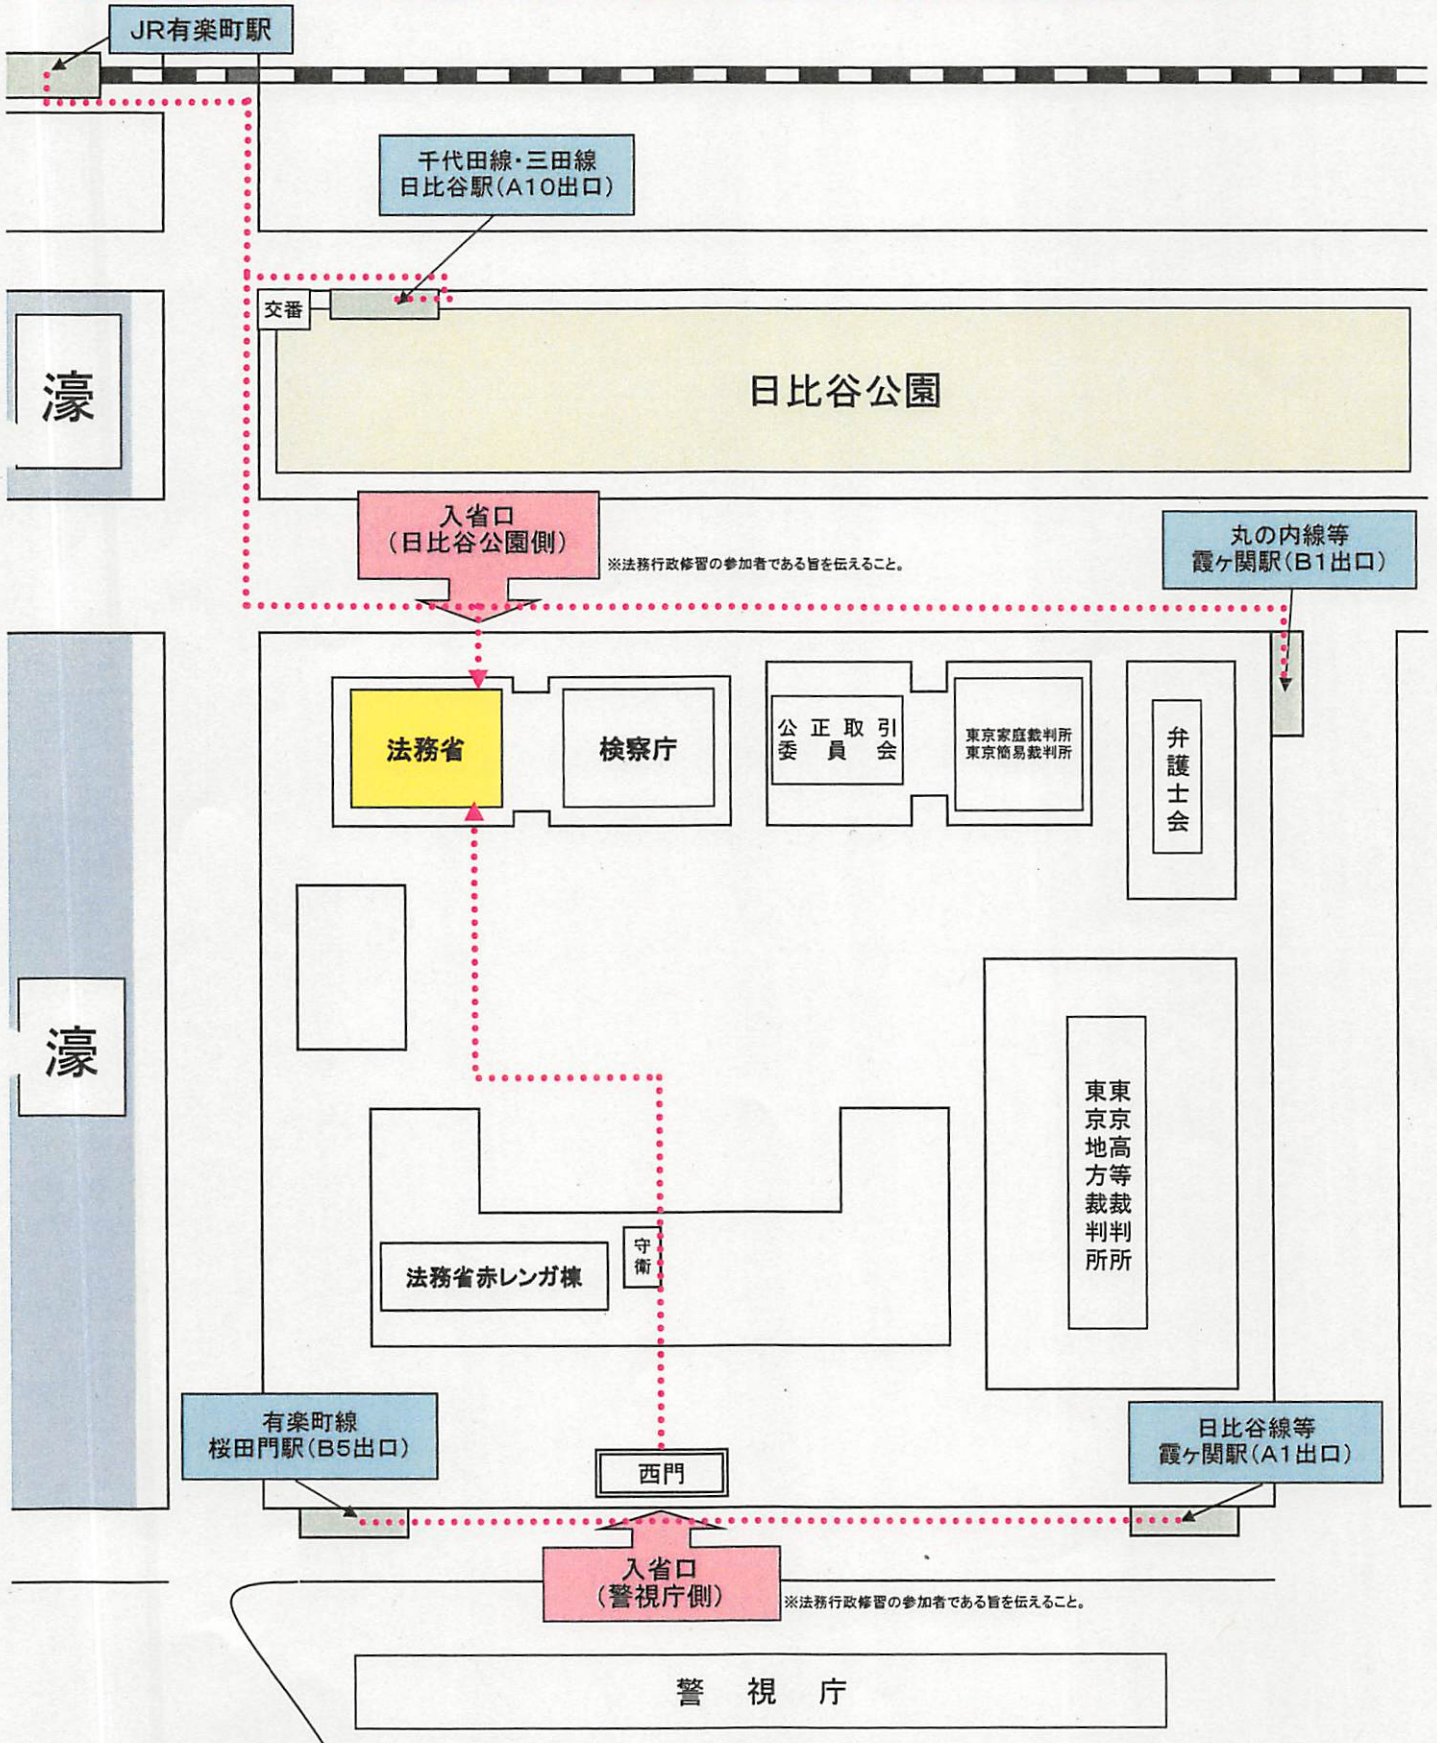 JR有楽町駅
千代田線・三田線
日比谷駅(A10出口)
交番
濠
日比谷公園
入省口
(日比谷公園側)
※法務行政修習の参加者である旨を伝えること。
丸の内線等
霞ヶ関駅(B1出口)
法務省
検察庁
公正取引
委員会
東京家庭裁判所
東京簡易裁判所
弁護士会
濠
東京高等裁判所
東京地方裁判所
守衛
法務省赤レンガ棟
有楽町線
桜田門駅(B5出口)
西門
日比谷線等
霞ヶ関駅(A1出口)
入省口
(警視庁側)
※法務行政修習の参加者である旨を伝えること。
警視庁